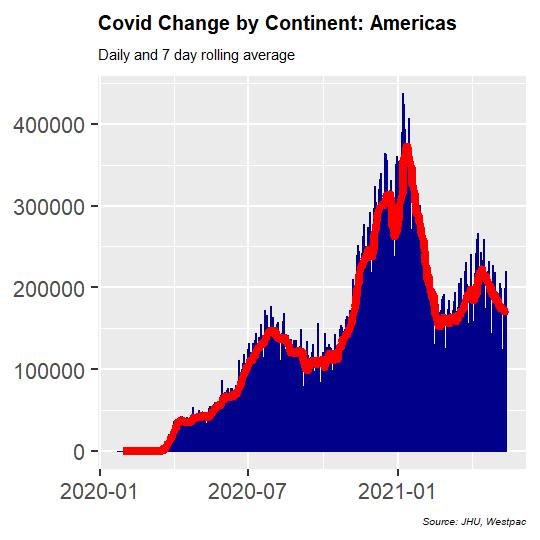 Covid Change by Continent: Americas
Daily and 7 day rolling average
400000
300000
200000
100000
0
2020-01
2020-07
2021-01
Source: JHU, Westpac